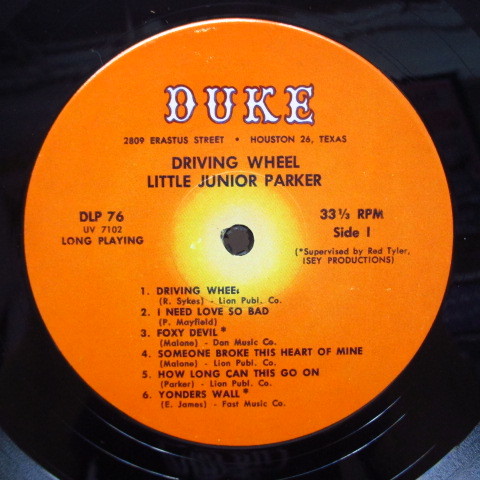 DUKE
2809 ERASTUS STREET • HOUSTON 26, TEXAS
DRIVING WHEEL
LITTLE JUNIOR PARKER
DLP 76
UV 7102
LONG PLAYING
33⅓ RPM
Side 1
(*Supervised by Red Tyler,
ISEY PRODUCTIONS)
1. DRIVING WHEEL
(R. Sykes) - Lion Publ. Co.
2. I NEED LOVE SO BAD
(P. Mayfield)
3. FOXY DEVIL*
(Malone) - Don Music Co.
4. SOMEONE BROKE THIS HEART OF MINE
(Malone) - Lion Publ. Co.
5. HOW LONG CAN THIS GO ON
(Parker) - Lion Publ. Co.
6. YONDERS WALL*
(E. James) - Fast Music Co.